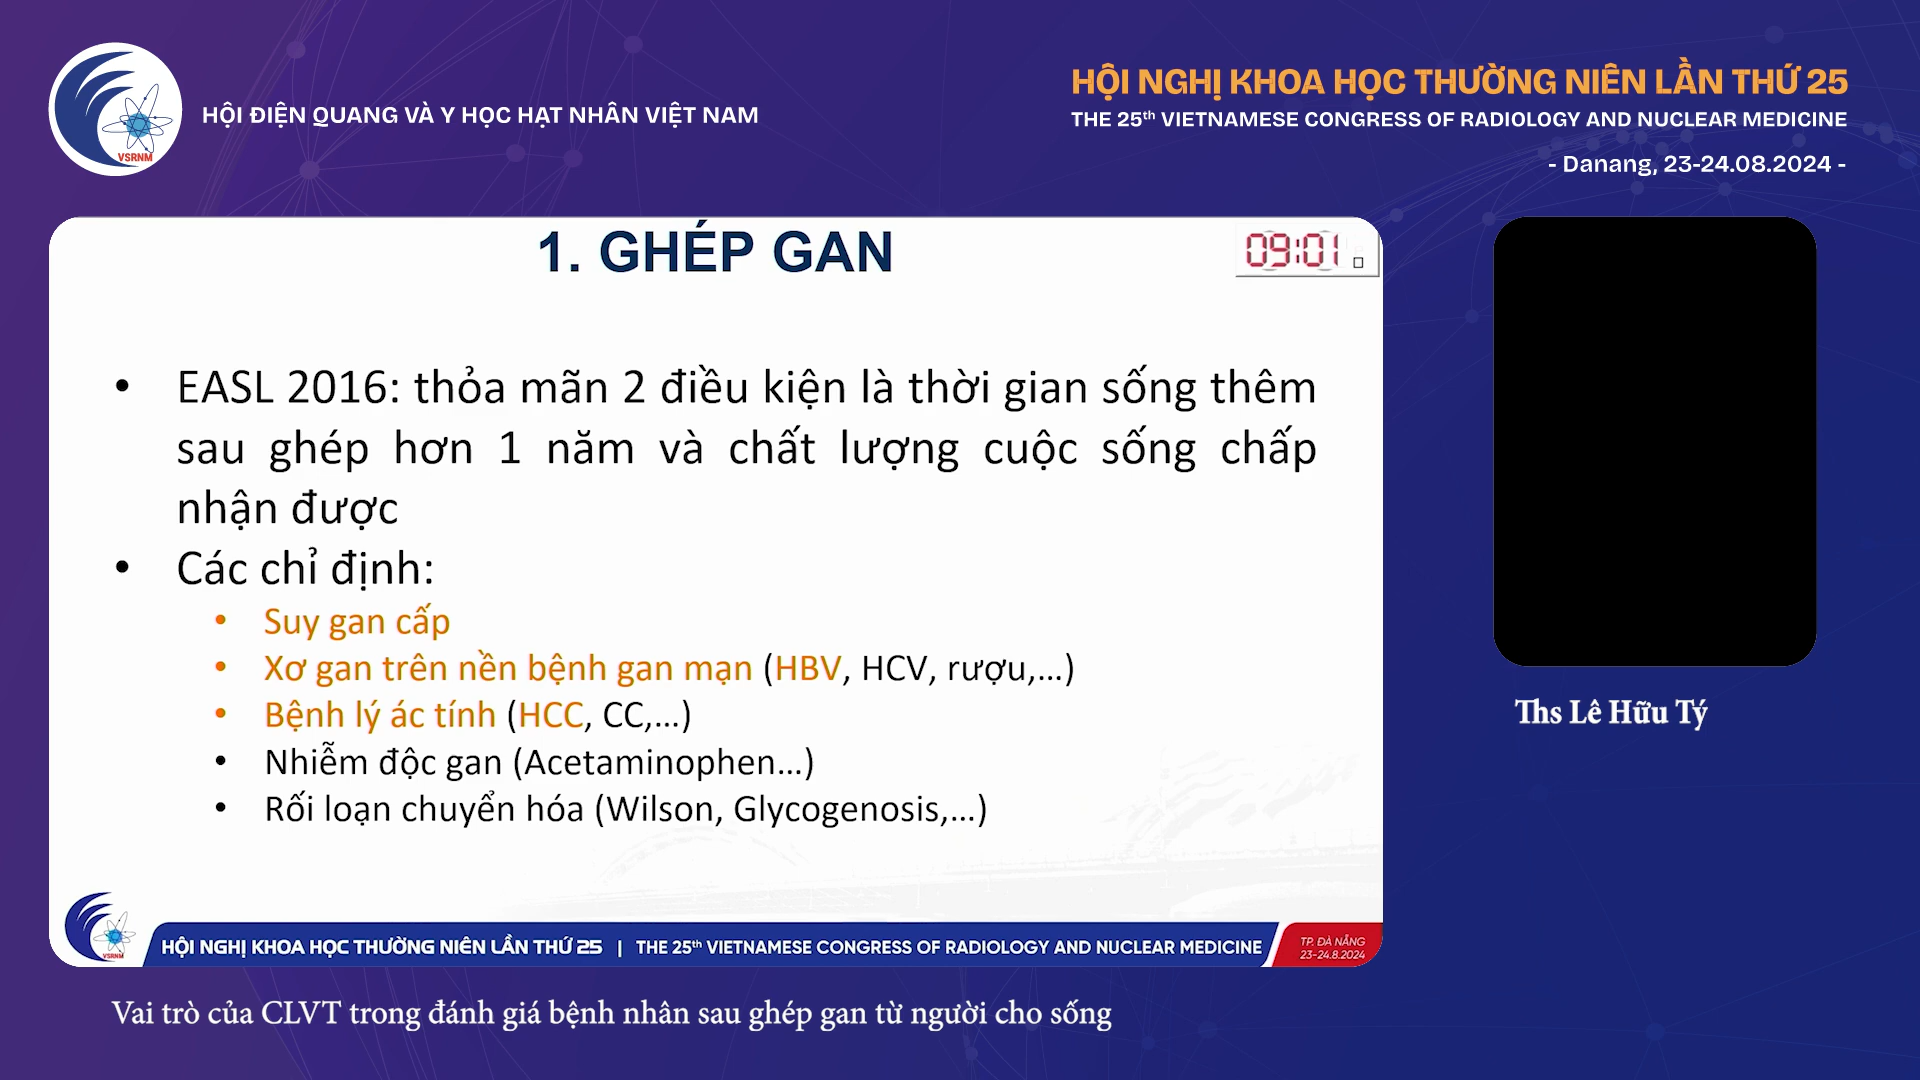 VSRNM
HỘI ĐIỆN QUANG VÀ Y HỌC HẠT NHÂN VIỆT NAM
HỘI NGHỊ KHOA HỌC THƯỜNG NIÊN LẦN THỨ 25
THE 25th VIETNAMESE CONGRESS OF RADIOLOGY AND NUCLEAR MEDICINE
- Danang, 23-24.08.2024 -
1. GHÉP GAN
09:01
• EASL 2016: thỏa mãn 2 điều kiện là thời gian sống thêm
sau ghép hơn 1 năm và chất lượng cuộc sống chấp
nhận được
• Các chỉ định:
• Suy gan cấp
• Xơ gan trên nền bệnh gan mạn (HBV, HCV, rượu,...)
• Bệnh lý ác tính (HCC, CC,...)
• Nhiễm độc gan (Acetaminophen...)
• Rối loạn chuyển hóa (Wilson, Glycogenosis,...)
VSRNM
HỘI NGHỊ KHOA HỌC THƯỜNG NIÊN LẦN THỨ 25 | THE 25th VIETNAMESE CONGRESS OF RADIOLOGY AND NUCLEAR MEDICINE
TP. ĐÀ NẴNG
23-24.8.2024
Ths Lê Hữu Tý
Vai trò của CLVT trong đánh giá bệnh nhân sau ghép gan từ người cho sống